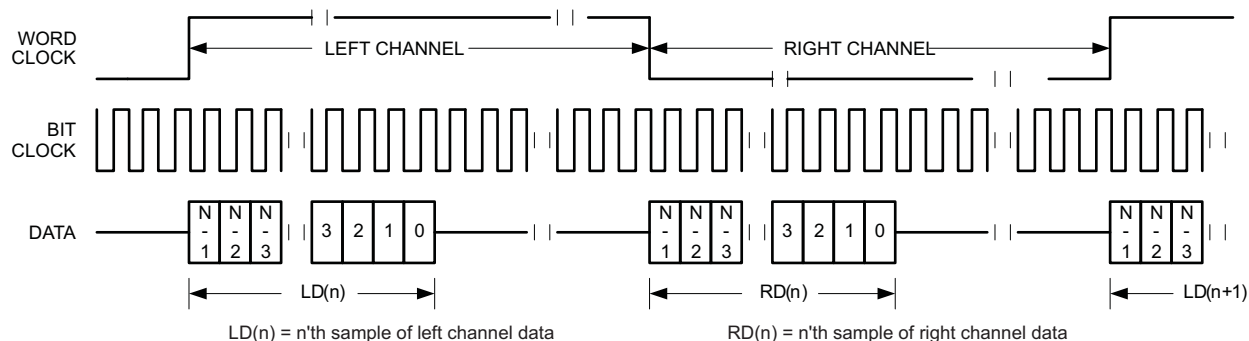 WORD
CLOCK
LEFT CHANNEL
RIGHT CHANNEL
BIT
CLOCK
DATA
N
-
1
N
-
2
N
-
3
3 2 1 0
N
-
1
N
-
2
N
-
3
3 2 1 0
N
-
1
N
-
2
N
-
3
LD(n)
RD(n)
LD(n+1)
LD(n) = n'th sample of left channel data
RD(n) = n'th sample of right channel data